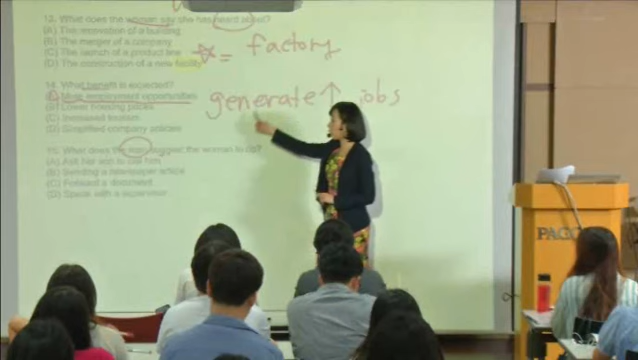 13. What does the woman say she has heard about?
(A) The renovation of a building
(B) The merger of a company
(C) The launch of a product line
(D) The construction of a new facility
= factory
14. What benefit is expected?
(A) More employment opportunities
(B) Lower housing prices
(C) Increased tourism
(D) Simplified company policies
generate ↑ jobs
15. What does the man suggest the woman to do?
(A) Ask her son to call him
(B) Sending a newspaper article
(C) Forward a document
(D) Speak with a supervisor